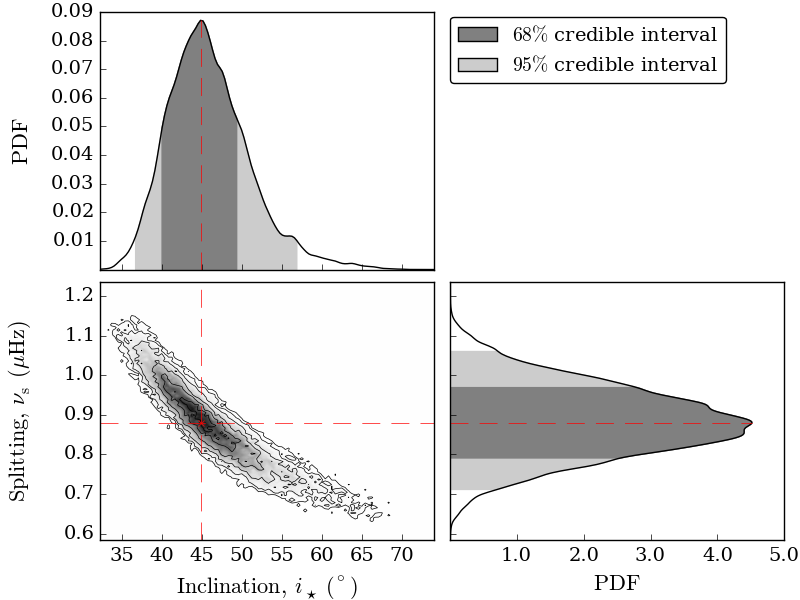 0.09
0.08
0.07
0.06
0.05
0.04
0.03
0.02
0.01
PDF
68% credible interval
95% credible interval
1.2
1.1
1.0
0.9
0.8
0.7
0.6
Splitting, νs (μHz)
35 40 45 50 55 60 65 70
Inclination, i⋆ (°)
1.0 2.0 3.0 4.0 5.0
PDF